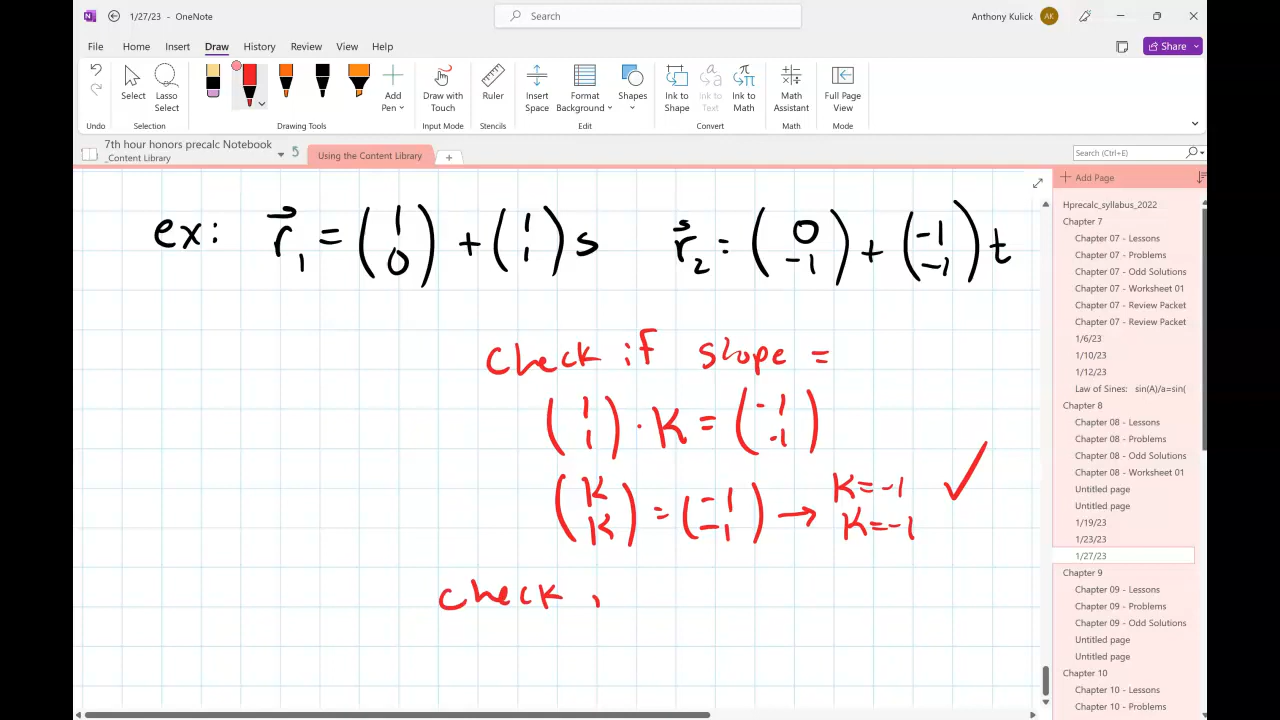 1/27/23 - OneNote
Search
Anthony Kulick AK
File Home Insert Draw History Review View Help
Share
Undo
Select
Lasso Select
Add Pen
Draw with Touch
Ruler
Insert Space
Format Background
Shapes
Ink to Shape
Ink to Text
Ink to Math
Math Assistant
Full Page View
Selection Drawing Tools Input Mode Stencils Edit Convert Math Mode
7th hour honors precalc Notebook
_Content Library
Using the Content Library
Search (Ctrl+E)
ex: r⃗₁ = (1 0) + (1 1) s r⃗₂ = (0 -1) + (-1 -1) t
check if slope =
(1 1) · K = (-1 -1)
(K K) = (-1 -1) → K=-1 K=-1 ✓
check
Add Page
Hprecalc_syllabus_2022
Chapter 7
Chapter 07 - Lessons
Chapter 07 - Problems
Chapter 07 - Odd Solutions
Chapter 07 - Worksheet 01
Chapter 07 - Review Packet
Chapter 07 - Review Packet
1/6/23
1/10/23
1/12/23
Law of Sines: sin(A)/a=sin(
Chapter 8
Chapter 08 - Lessons
Chapter 08 - Problems
Chapter 08 - Odd Solutions
Chapter 08 - Worksheet 01
Untitled page
Untitled page
1/19/23
1/23/23
1/27/23
Chapter 9
Chapter 09 - Lessons
Chapter 09 - Problems
Chapter 09 - Odd Solutions
Untitled page
Untitled page
Chapter 10
Chapter 10 - Lessons
Chapter 10 - Problems